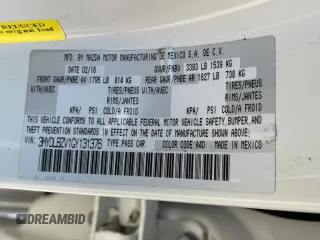 original load
MFD. BY MAZDA MOTOR MANUFACTURING DE MEXICO S.A. DE C.V.
02/16 GVWR/PNBV 3393 LB 1539 KG
FRONT GAWR/PNBE AV 1795 LB 814 KG REAR GAWR/PNBE AR 1627 LB 738 KG
WITH/AVEC TIRES/PNEUS WITH/AVEC TIRES/PNEUS
RIMS/JANTES RIMS/JANTES
KPA/ PSI COLD/A FROID KPA/ PSI COLD/A FROID
THIS VEHICLE CONFORMS TO ALL APPLICABLE FEDERAL MOTOR VEHICLE SAFETY,BUMPER,AND
THEFT PREVENTION STANDARDS IN EFFECT ON THE DATE OF MANUFACTURE SHOWN ABOVE.
VIN: 3MYDLBZV1GY131376 TYPE:PASS CAR COLOR CODE:A4D MADE IN MEXICO